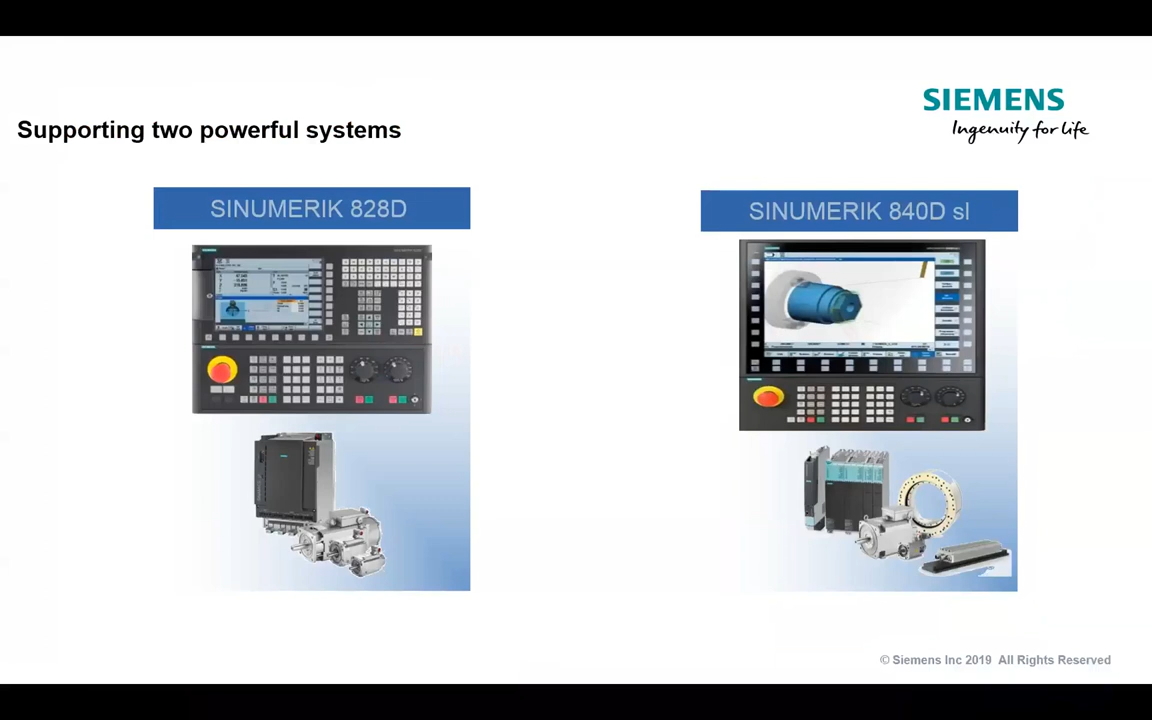 SIEMENS
Ingenuity for life
Supporting two powerful systems
SINUMERIK 828D
SINUMERIK 840D sl
© Siemens Inc 2019 All Rights Reserved